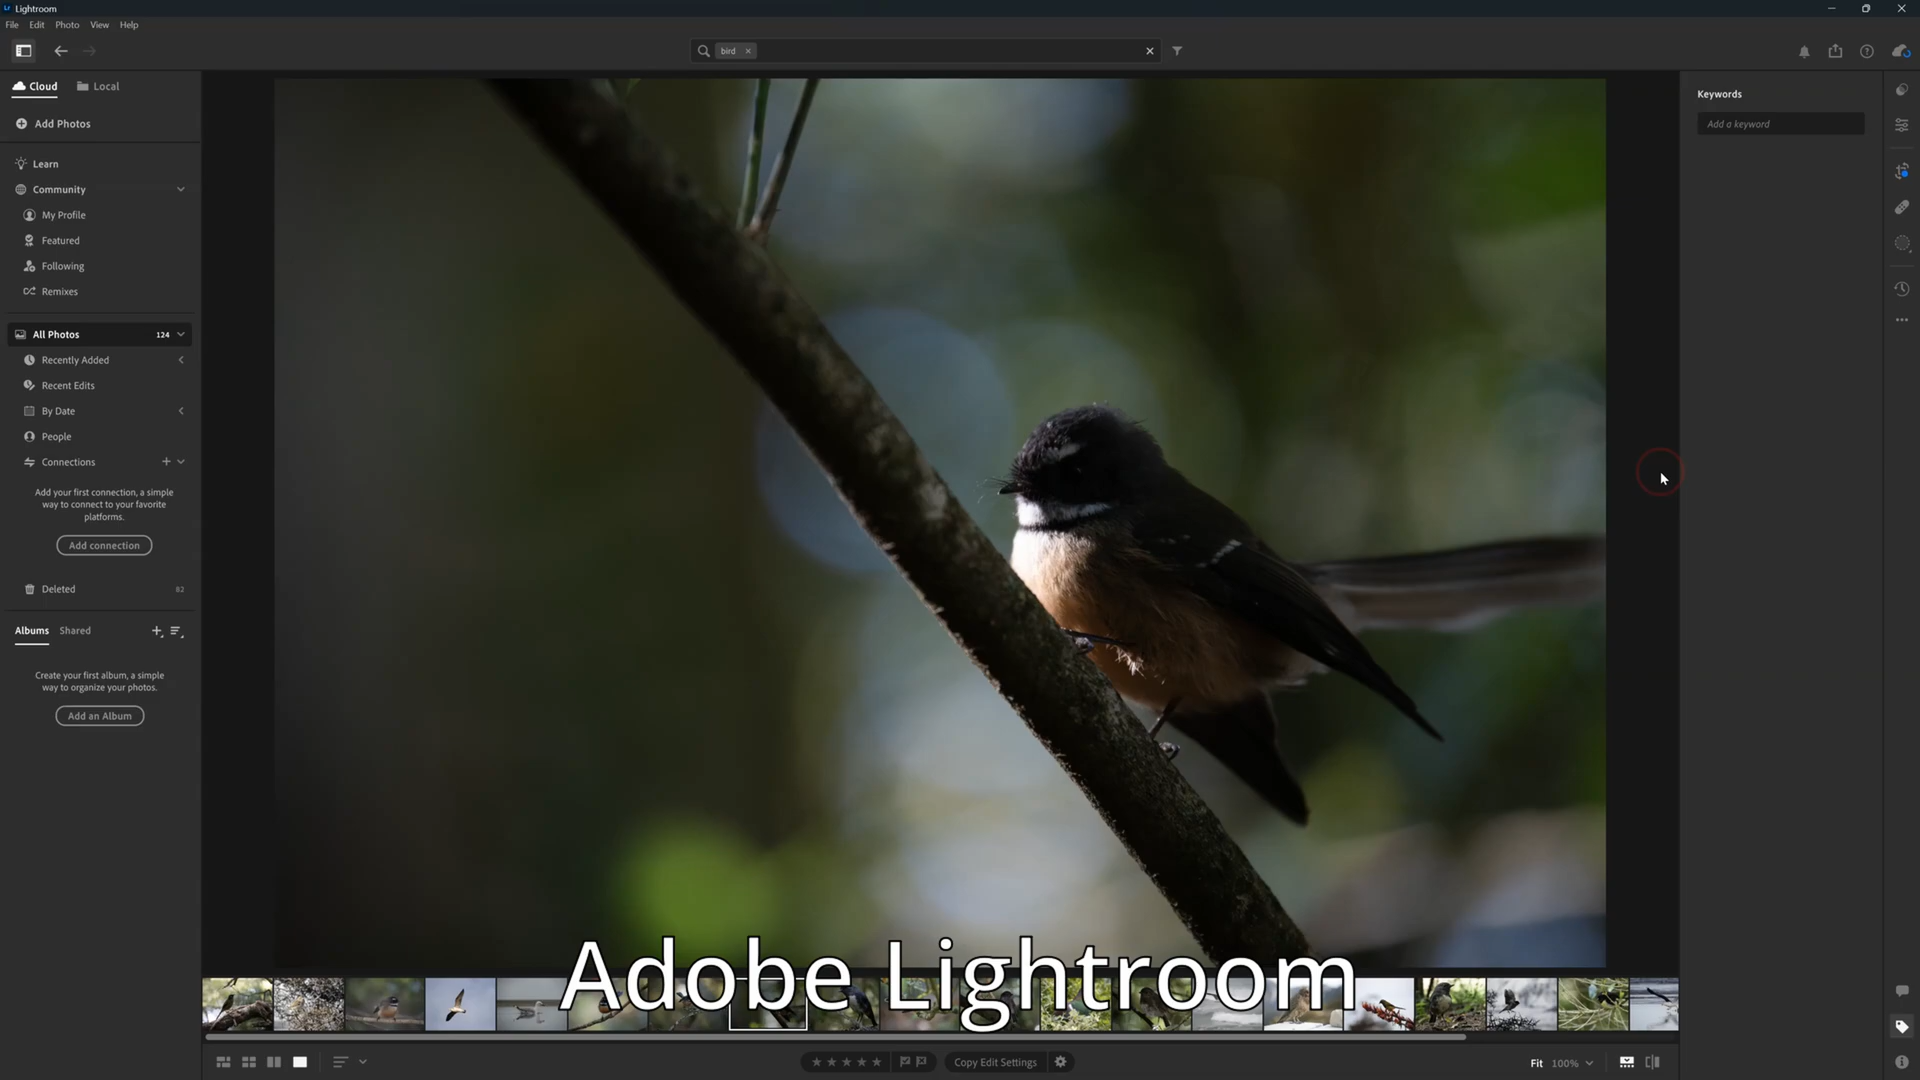 Lightroom
File Edit Photo View Help
bird
Cloud Local
Keywords
Add a keyword
Add Photos
Learn
Community
My Profile
Featured
Following
Remixes
All Photos 124
Recently Added
Recent Edits
By Date
People
Connections
Add your first connection, a simple
way to connect to your favorite
platforms.
Add connection
Deleted 82
Albums Shared
Create your first album, a simple
way to organize your photos.
Add an Album
Adobe Lightroom
Copy Edit Settings
Fit 100%